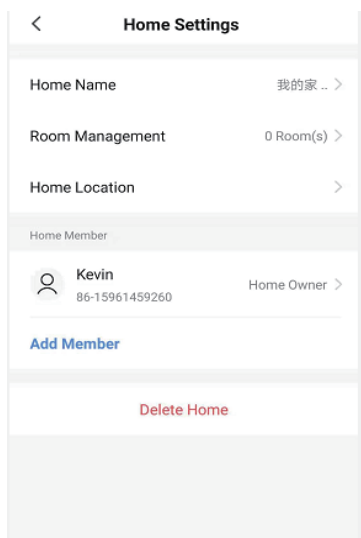 Home Settings
Home Name 我的家 ..
Room Management 0 Room(s)
Home Location
Home Member
Kevin
86-15961459260 Home Owner
Add Member
Delete Home